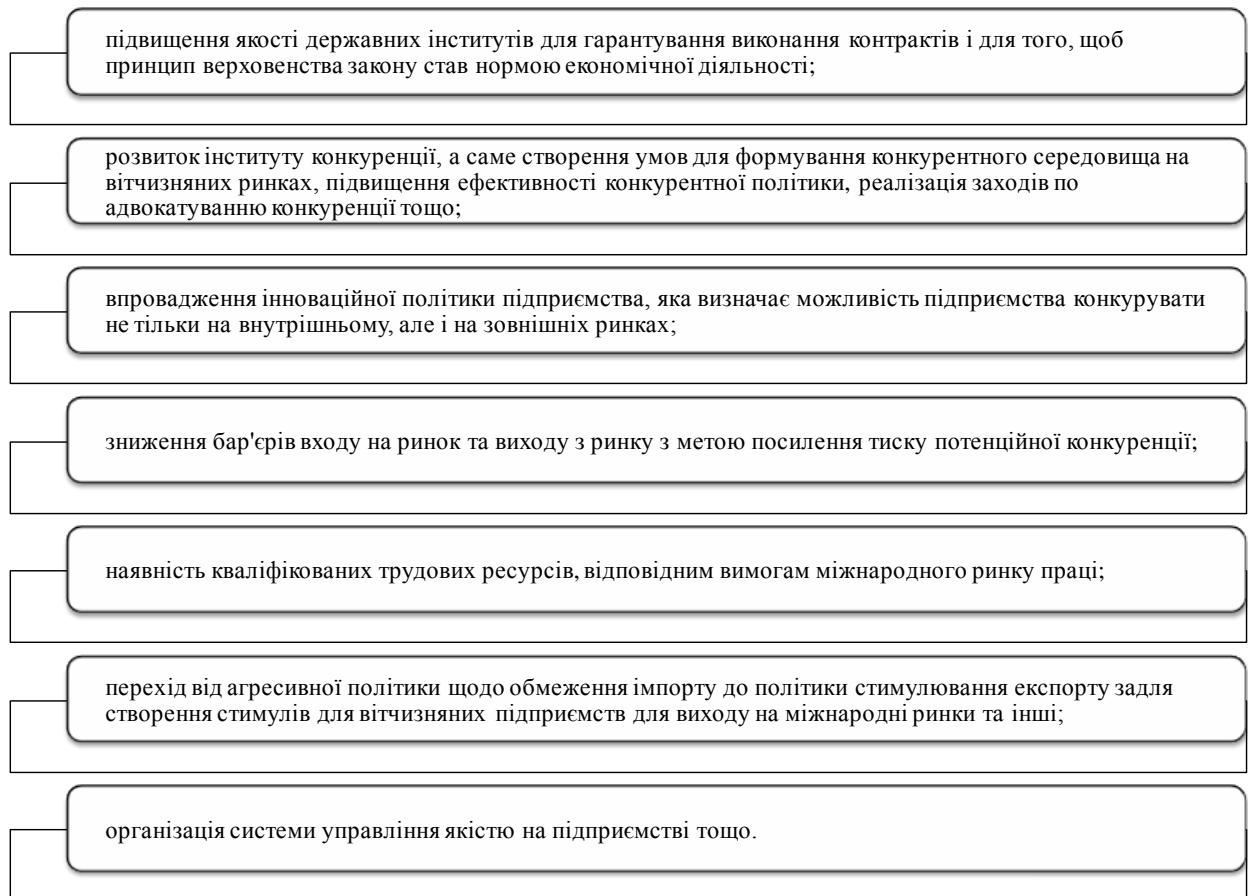 підвищення якості державних інститутів для гарантування виконання контрактів і для того, щоб
принцип верховенства закону став нормою економічної діяльності;
розвиток інституту конкуренції, а саме створення умов для формування конкурентного середовища на
вітчизняних ринках, підвищення ефективності конкурентної політики, реалізація заходів по
адвокатуванню конкуренції тощо;
впровадження інноваційної політики підприємства, яка визначає можливість підприємства конкурувати
не тільки на внутрішньому, але і на зовнішніх ринках;
зниження бар'єрів входу на ринок та виходу з ринку з метою посилення тиску потенційної конкуренції;
наявність кваліфікованих трудових ресурсів, відповідним вимогам міжнародного ринку праці;
перехід від агресивної політики щодо обмеження імпорту до політики стимулювання експорту задля
створення стимулів для вітчизняних підприємств для виходу на міжнародні ринки та інші;
організація системи управління якістю на підприємстві тощо.